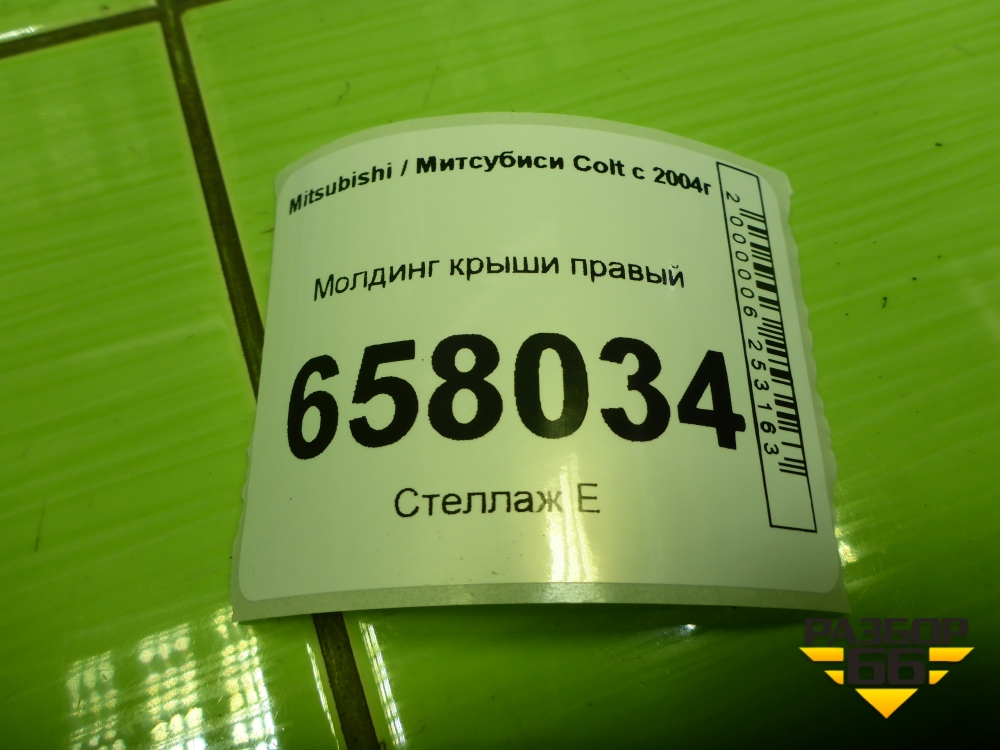 Mitsubishi / Митсубиси Colt с 2004г
Молдинг крыши правый
658034
Стеллаж Е
2000006253163
РАЗБОР
66